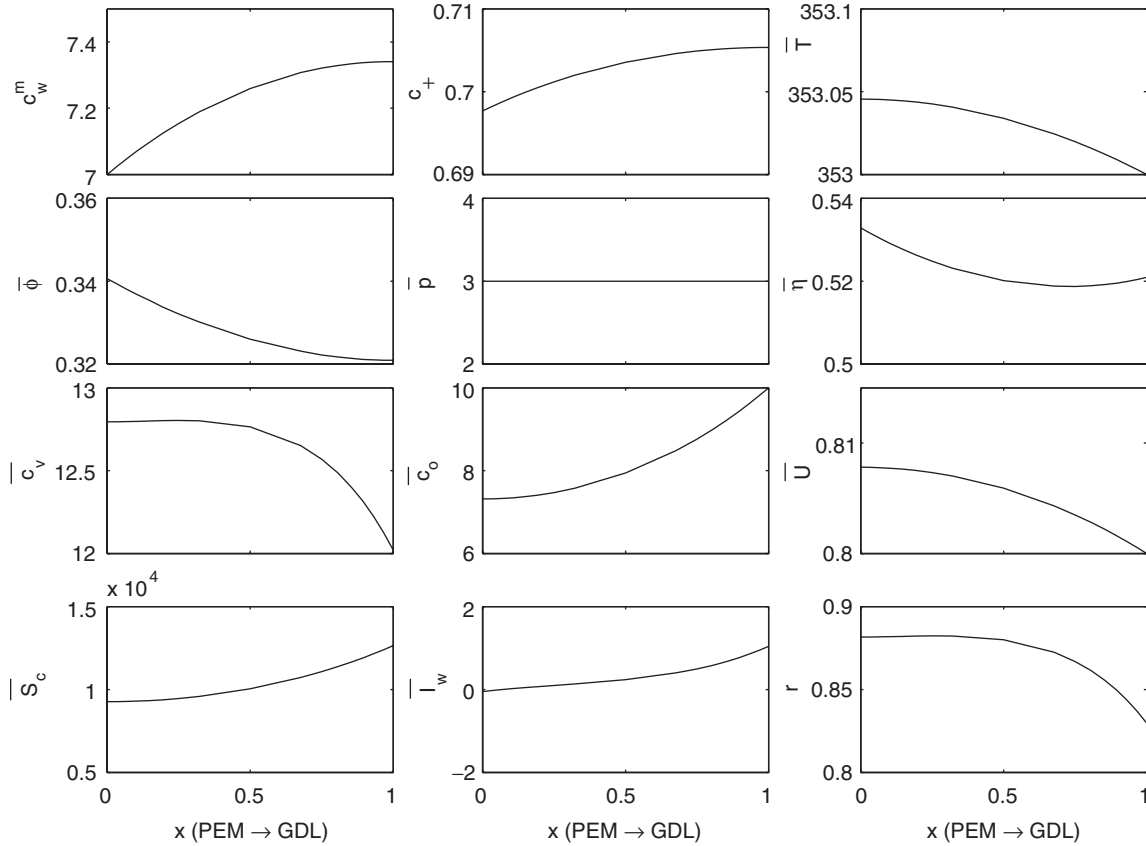 7.4
7.2
7
c_w^m
0.71
0.7
0.69
c_+
353.1
353.05
353
T̅
0.36
0.34
0.32
ϕ̅
4
3
2
p̅
0.54
0.52
0.5
η̅
13
12.5
12
c̅_v
10
8
6
c̅_o
0.81
0.8
U̅
x 10^4
1.5
1
0.5
S̅_c
0 0.5 1
x (PEM → GDL)
2
0
−2
I̅_w
0 0.5 1
x (PEM → GDL)
0.9
0.85
0.8
r
0 0.5 1
x (PEM → GDL)